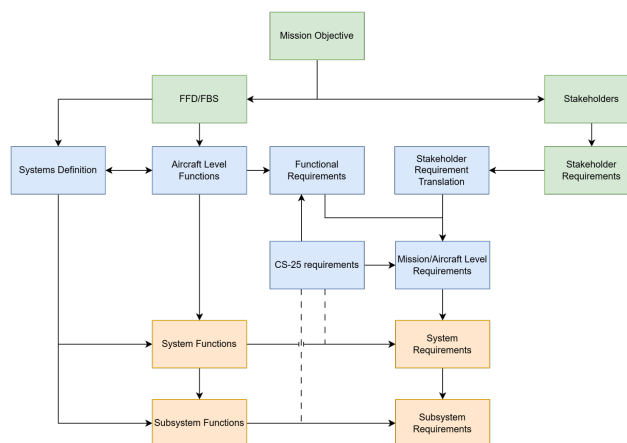 Mission Objective
FFD/FBS
Stakeholders
Systems Definition
Aircraft Level
Functions
Functional
Requirements
Stakeholder
Requirement
Translation
Stakeholder
Requirements
CS-25 requirements
Mission/Aircraft Level
Requirements
System Functions
System
Requirements
Subsystem Functions
Subsystem
Requirements